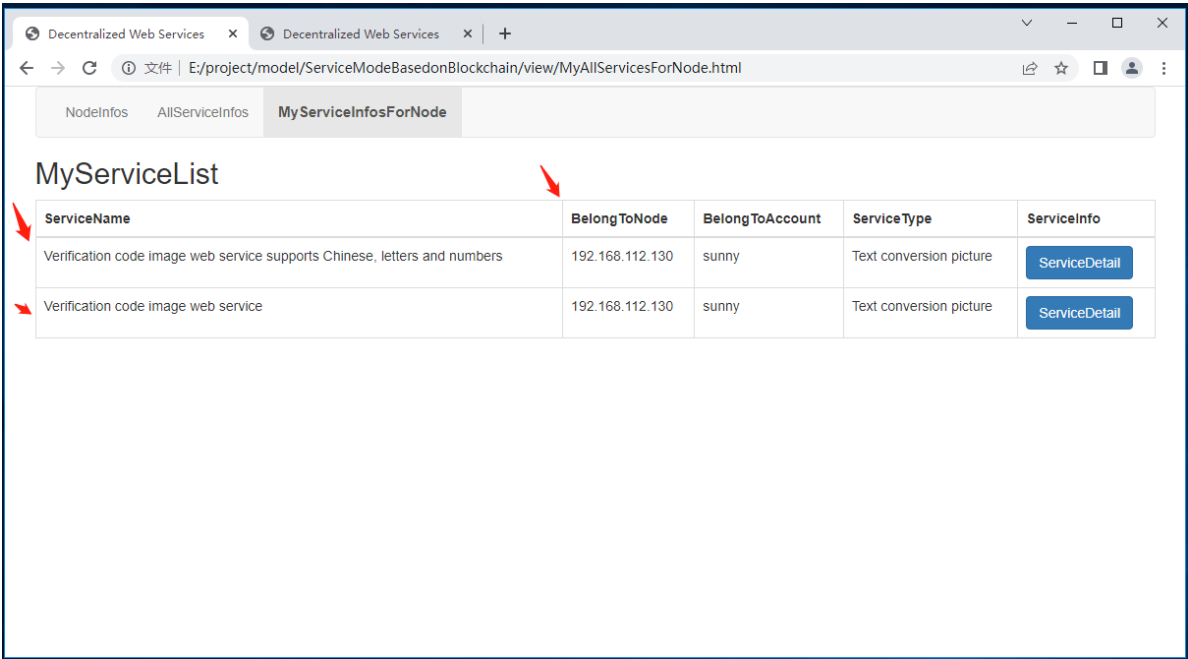 Decentralized Web Services Decentralized Web Services
文件 E:/project/model/ServiceModeBasedonBlockchain/view/MyAllServicesForNode.html
NodeInfos AllServiceInfos MyServiceInfosForNode
MyServiceList
ServiceName BelongToNode BelongToAccount ServiceType ServiceInfo
Verification code image web service supports Chinese, letters and numbers 192.168.112.130 sunny Text conversion picture ServiceDetail
Verification code image web service 192.168.112.130 sunny Text conversion picture ServiceDetail